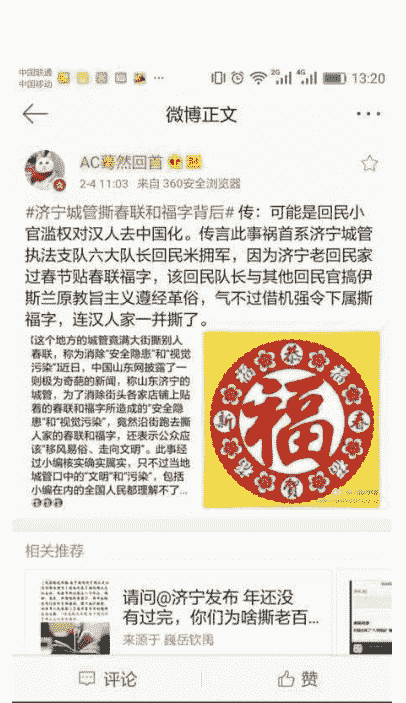 中国联通
中国移动
2G 4G 13:20
微博正文
AC蓦然回首
2-4 11:03 来自 360安全浏览器
#济宁城管撕春联和福字背后# 传：可能是回民小
官滥权对汉人去中国化。传言此事祸首系济宁城管
执法支队六大队长回民米拥军，因为济宁老回民家
过春节贴春联福字，该回民队长与其他回民官搞伊
斯兰原教旨主义遵经革俗，气不过借机强令下属撕
福字，连汉人家一并撕了。
【这个地方的城管竟满大街撕别人
春联，称为消除"安全隐患"和"视觉
污染"】近日，中国山东网披露了一
则极为奇葩的新闻，称山东济宁的
城管，为了消除街头各家店铺上贴
着的春联和福字所造成的"安全隐
患"和"视觉污染"，竟然沿街跑去撕
人家的春联和福字，还表示公众应
该"移风易俗、走向文明"。此事经
过小编核实确实属实，只不过当地
城管口中的"文明"和"污染"，包括
小编在内的全国人民都理解不了...
恭
福
福
新
福
春
贺
相关推荐
请问@济宁发布 年还没
有过完，你们为啥撕老百...
来源于 巍岳钦禹
评论
赞